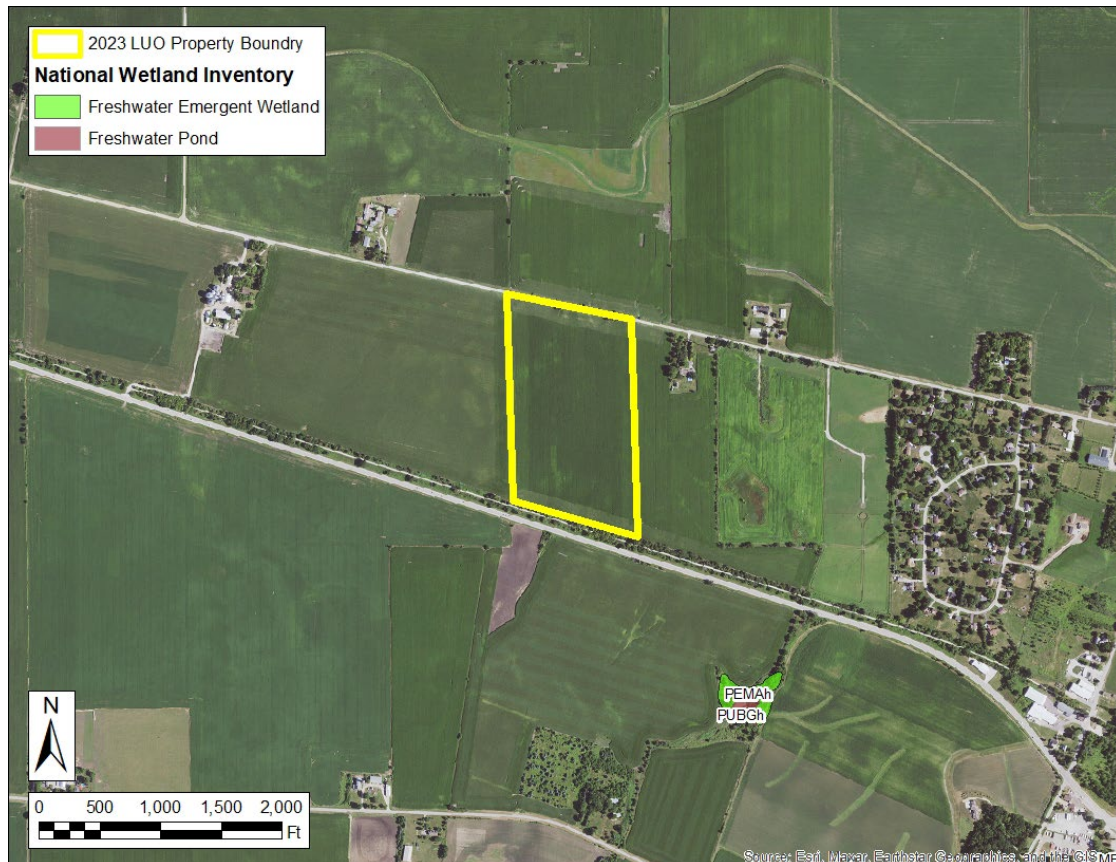 2023 LUO Property Boundry
National Wetland Inventory
Freshwater Emergent Wetland
Freshwater Pond
PEMAh
PUBGh
N
0 500 1,000 1,500 2,000
Ft
Source: Esri, Maxar, Earthstar Geographics, and the GIS